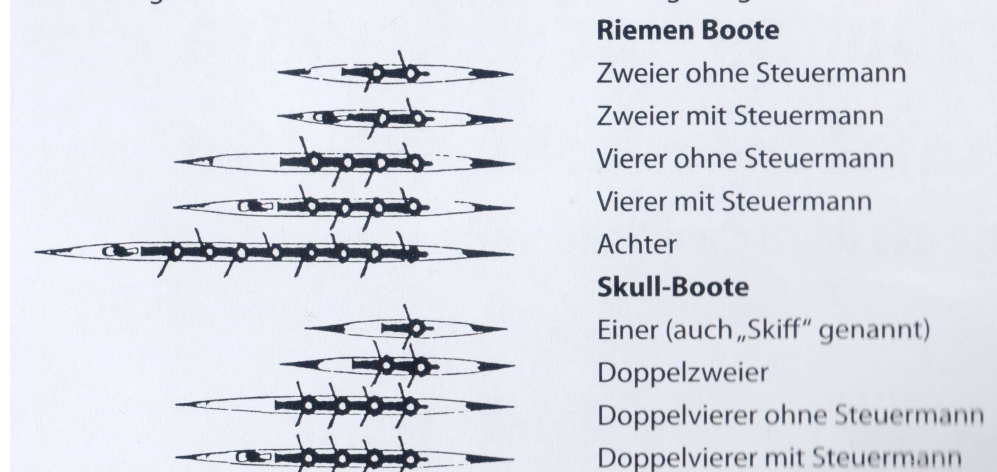 Riemen Boote
Zweier ohne Steuermann
Zweier mit Steuermann
Vierer ohne Steuermann
Vierer mit Steuermann
Achter
Skull-Boote
Einer (auch „Skiff“ genannt)
Doppelzweier
Doppelvierer ohne Steuermann
Doppelvierer mit Steuermann